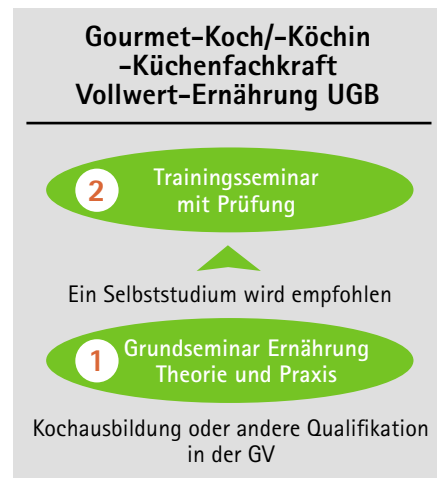 Gourmet-Koch/-Köchin
-Küchenfachkraft
Vollwert-Ernährung UGB
2
Trainingsseminar
mit Prüfung
Ein Selbststudium wird empfohlen
1
Grundseminar Ernährung
Theorie und Praxis
Kochausbildung oder andere Qualifikation
in der GV